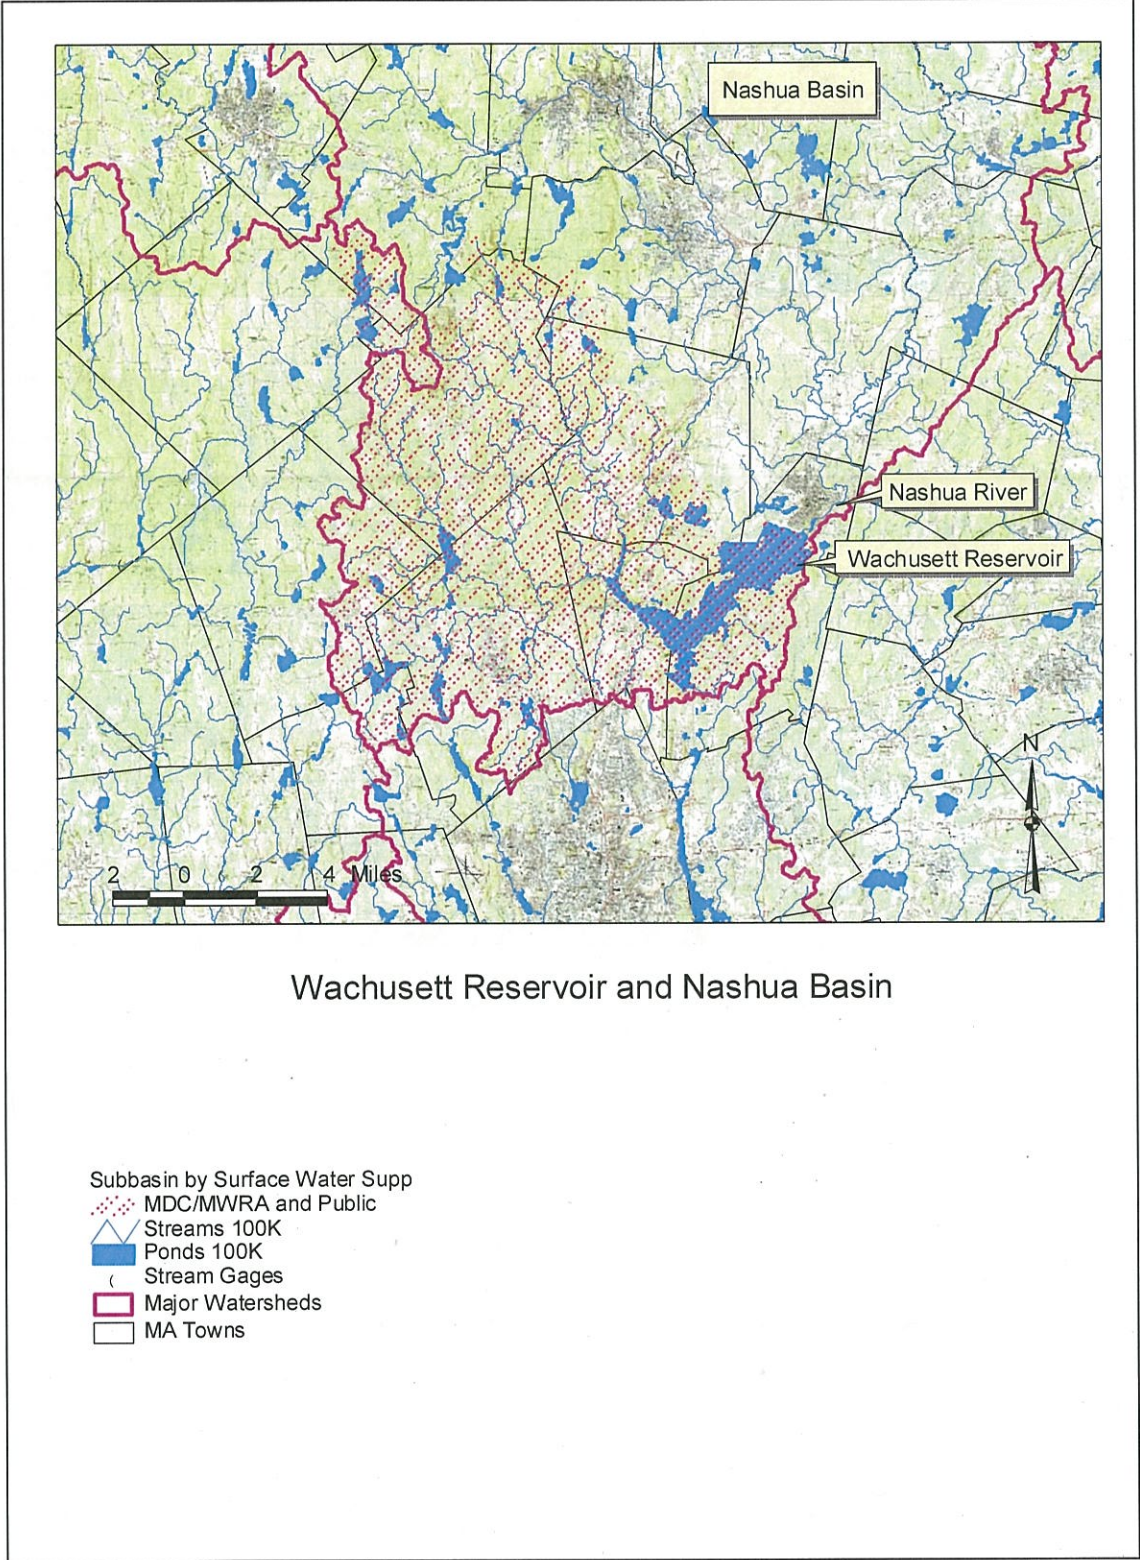 Nashua Basin
Nashua River
Wachusett Reservoir
N
2 0 2 4 Miles
Wachusett Reservoir and Nashua Basin
Subbasin by Surface Water Supp
MDC/MWRA and Public
Streams 100K
Ponds 100K
Stream Gages
Major Watersheds
MA Towns